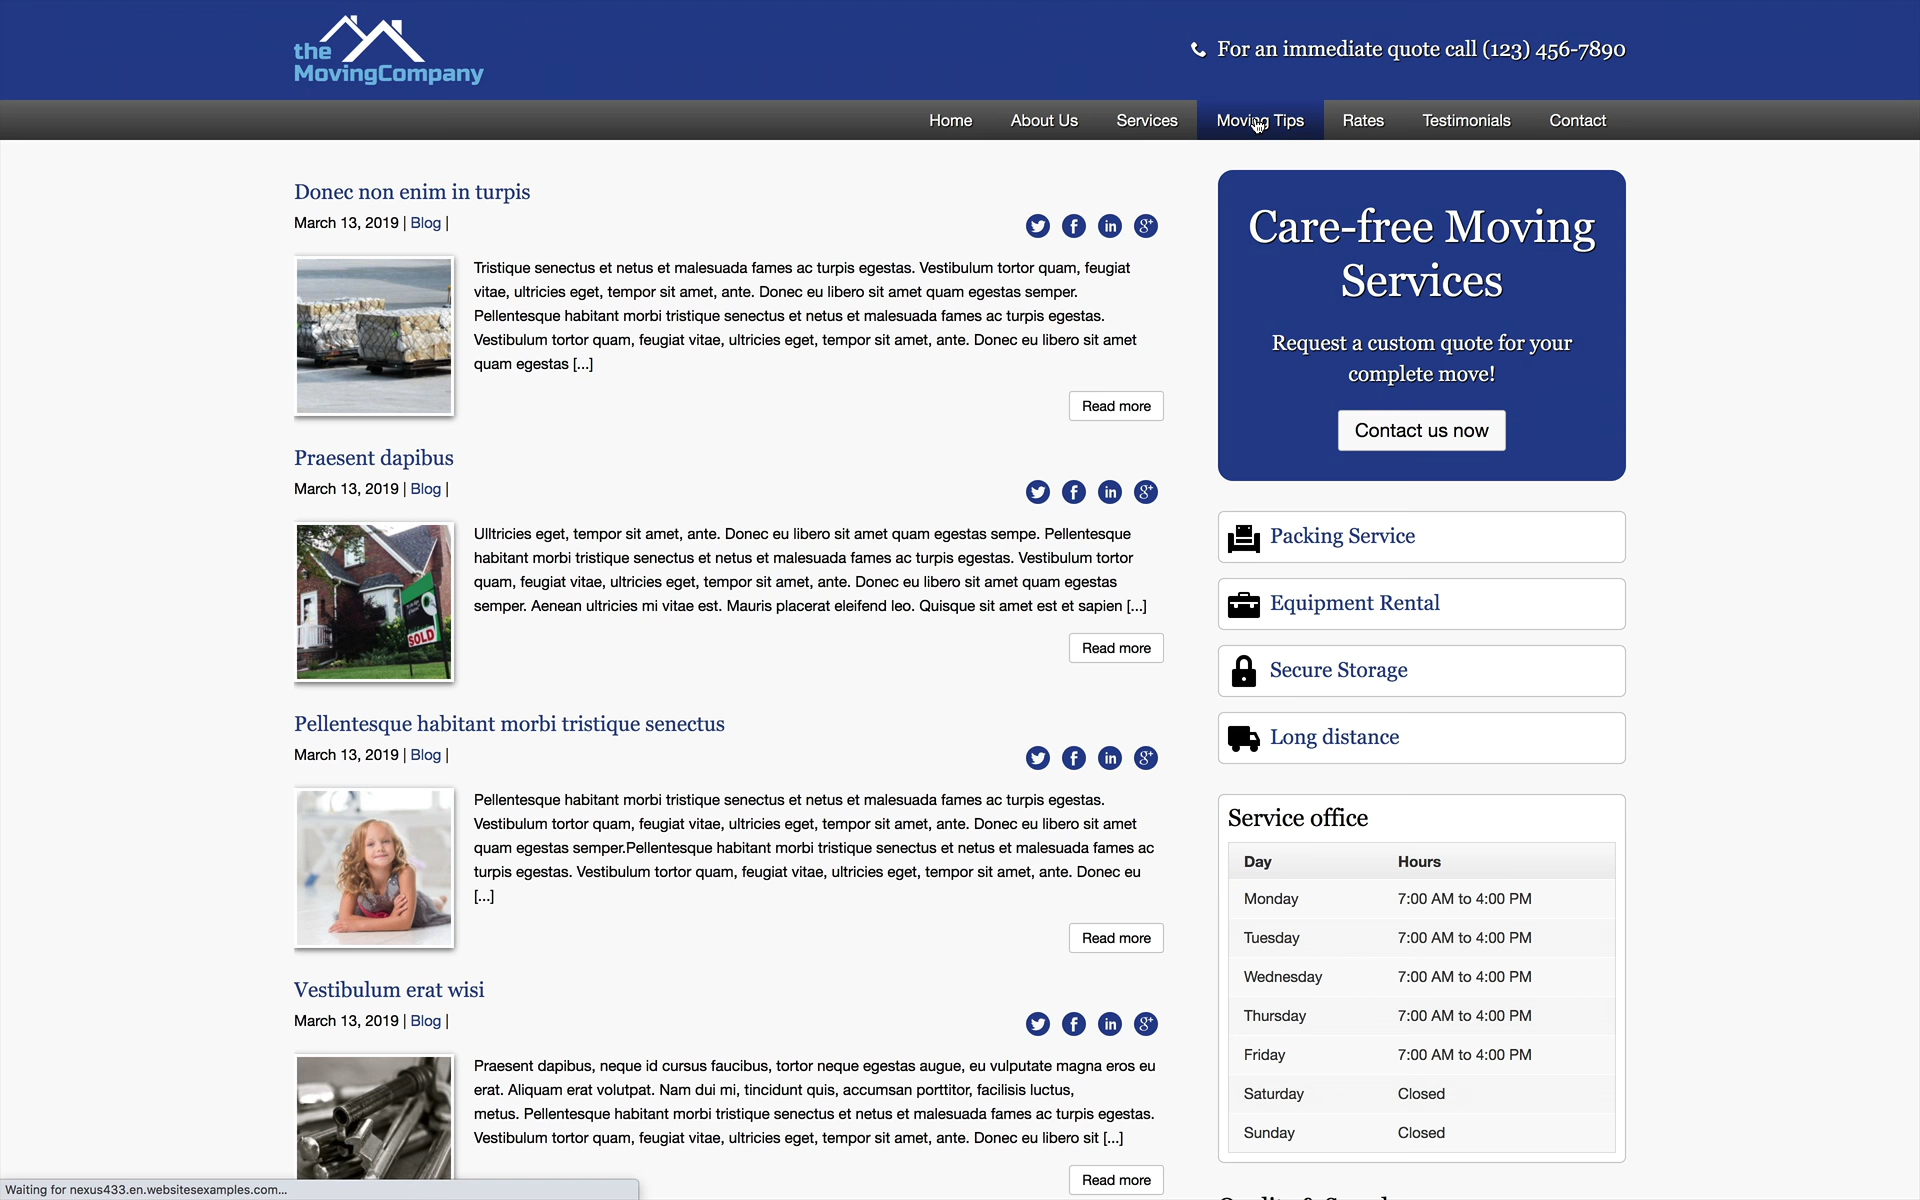 the
MovingCompany
For an immediate quote call (123) 456-7890
Home
About Us
Services
Moving Tips
Rates
Testimonials
Contact
Donec non enim in turpis
March 13, 2019 | Blog |
Tristique senectus et netus et malesuada fames ac turpis egestas. Vestibulum tortor quam, feugiat
vitae, ultricies eget, tempor sit amet, ante. Donec eu libero sit amet quam egestas semper.
Pellentesque habitant morbi tristique senectus et netus et malesuada fames ac turpis egestas.
Vestibulum tortor quam, feugiat vitae, ultricies eget, tempor sit amet, ante. Donec eu libero sit amet
quam egestas [...]
Read more
Praesent dapibus
March 13, 2019 | Blog |
SOLD
Ulltricies eget, tempor sit amet, ante. Donec eu libero sit amet quam egestas sempe. Pellentesque
habitant morbi tristique senectus et netus et malesuada fames ac turpis egestas. Vestibulum tortor
quam, feugiat vitae, ultricies eget, tempor sit amet, ante. Donec eu libero sit amet quam egestas
semper. Aenean ultricies mi vitae est. Mauris placerat eleifend leo. Quisque sit amet est et sapien [...]
Read more
Pellentesque habitant morbi tristique senectus
March 13, 2019 | Blog |
Pellentesque habitant morbi tristique senectus et netus et malesuada fames ac turpis egestas.
Vestibulum tortor quam, feugiat vitae, ultricies eget, tempor sit amet, ante. Donec eu libero sit amet
quam egestas semper.Pellentesque habitant morbi tristique senectus et netus et malesuada fames ac
turpis egestas. Vestibulum tortor quam, feugiat vitae, ultricies eget, tempor sit amet, ante. Donec eu
[...]
Read more
Vestibulum erat wisi
March 13, 2019 | Blog |
Praesent dapibus, neque id cursus faucibus, tortor neque egestas augue, eu vulputate magna eros eu
erat. Aliquam erat volutpat. Nam dui mi, tincidunt quis, accumsan porttitor, facilisis luctus,
metus. Pellentesque habitant morbi tristique senectus et netus et malesuada fames ac turpis egestas.
Vestibulum tortor quam, feugiat vitae, ultricies eget, tempor sit amet, ante. Donec eu libero sit [...]
Read more
Care-free Moving
Services
Request a custom quote for your
complete move!
Contact us now
Packing Service
Equipment Rental
Secure Storage
Long distance
Service office
Day Hours
Monday 7:00 AM to 4:00 PM
Tuesday 7:00 AM to 4:00 PM
Wednesday 7:00 AM to 4:00 PM
Thursday 7:00 AM to 4:00 PM
Friday 7:00 AM to 4:00 PM
Saturday Closed
Sunday Closed
Waiting for nexus433.en.websitesexamples.com...